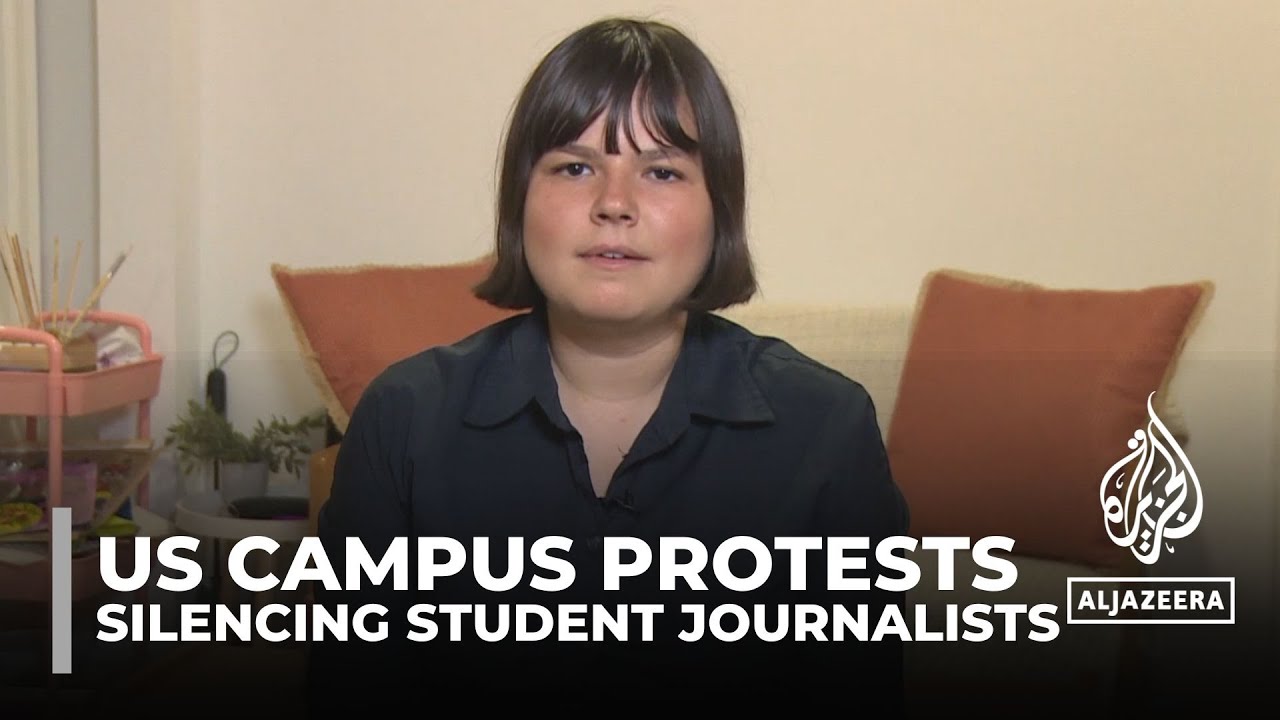 US CAMPUS PROTESTS
SILENCING STUDENT JOURNALISTS
الجزيرة
ALJAZEERA